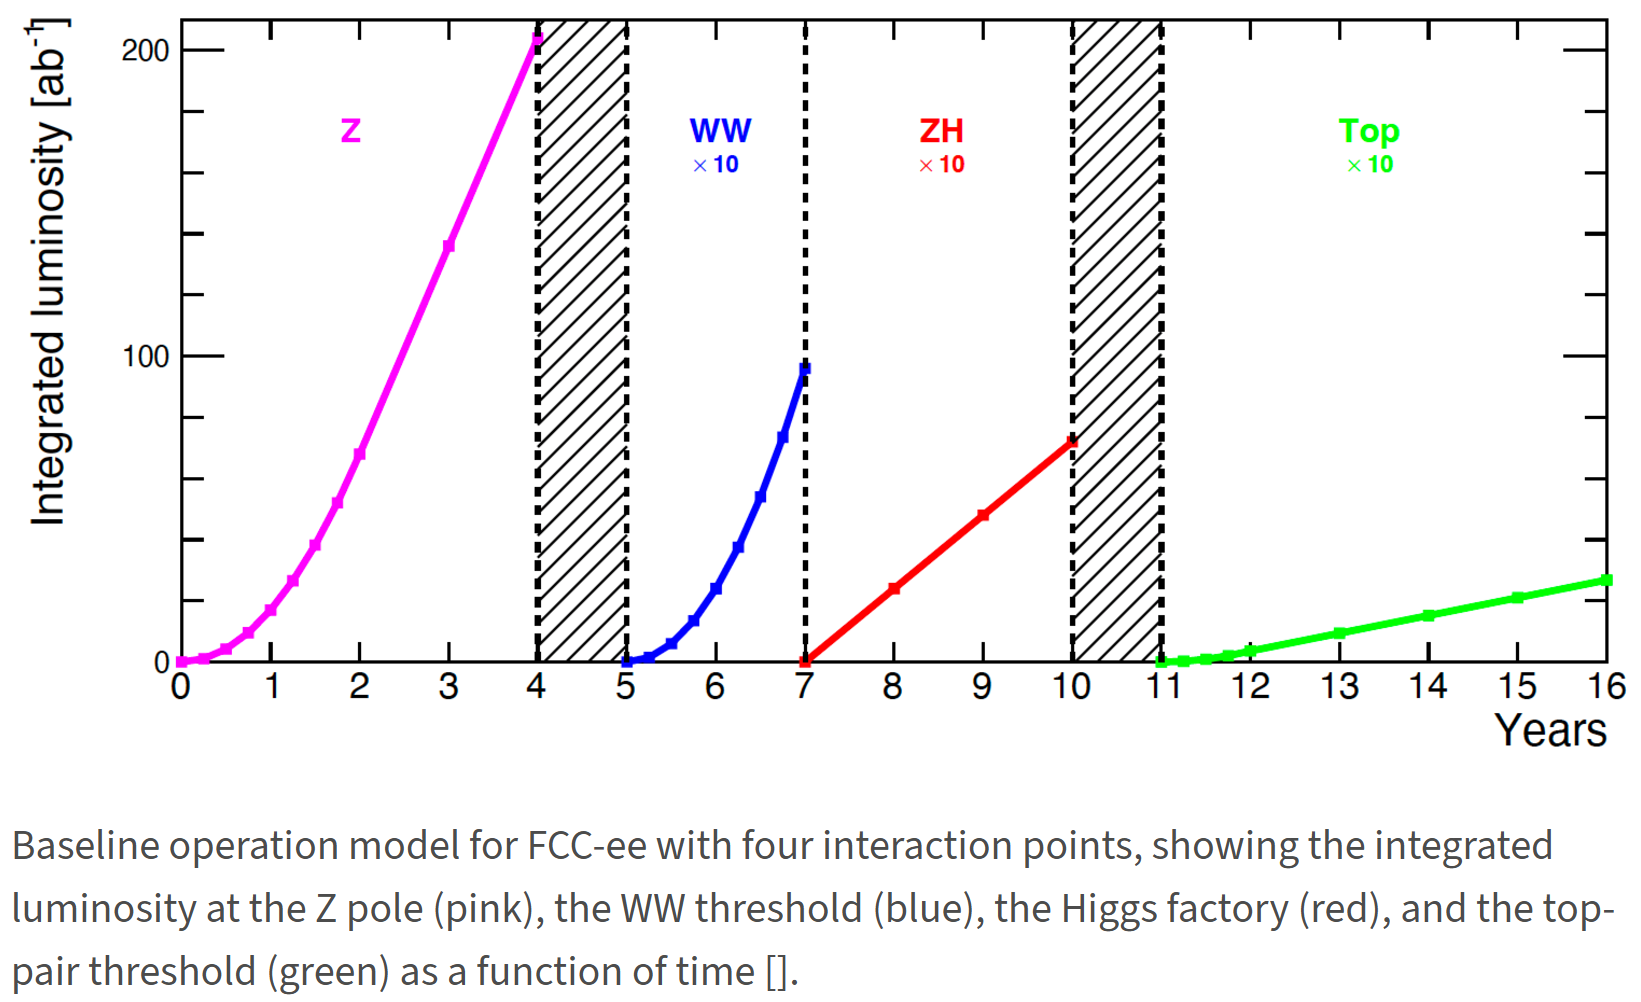 Integrated luminosity [ab⁻¹]
200
100
0
Z
WW
× 10
ZH
× 10
Top
× 10
0 1 2 3 4 5 6 7 8 9 10 11 12 13 14 15 16
Years
Baseline operation model for FCC-ee with four interaction points, showing the integrated
luminosity at the Z pole (pink), the WW threshold (blue), the Higgs factory (red), and the top-
pair threshold (green) as a function of time [].